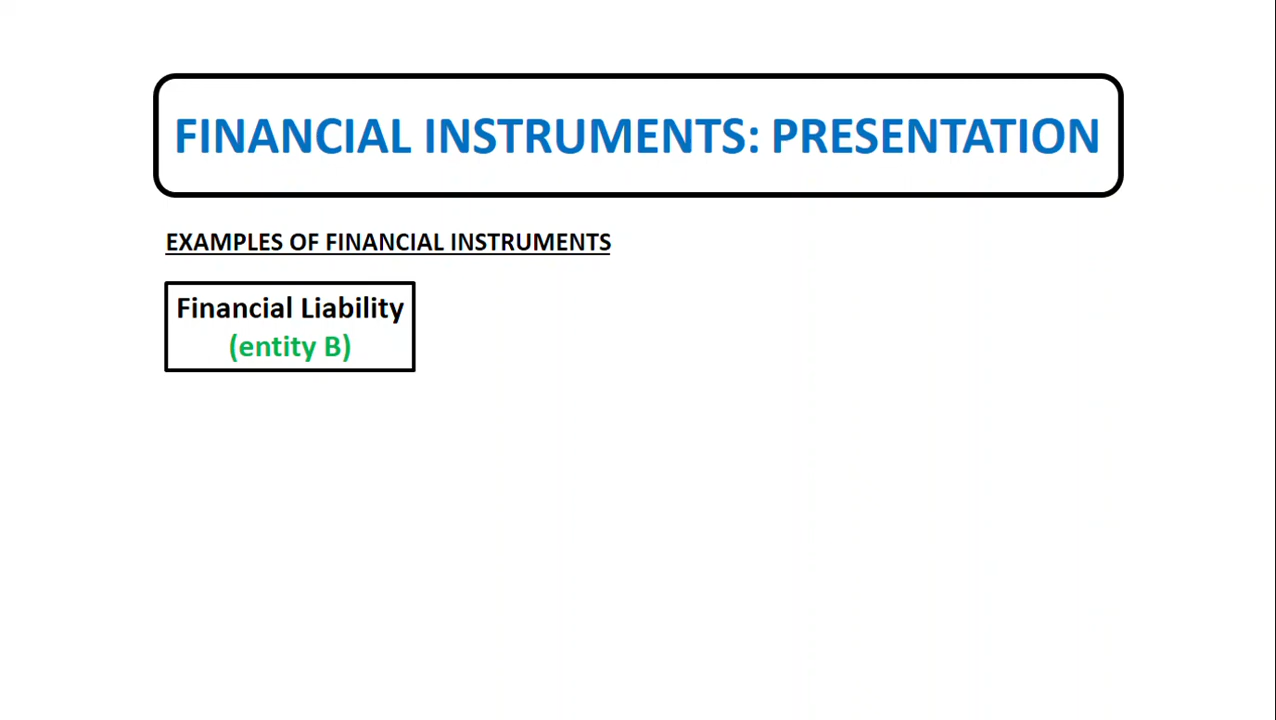 FINANCIAL INSTRUMENTS: PRESENTATION
EXAMPLES OF FINANCIAL INSTRUMENTS
Financial Liability
(entity B)